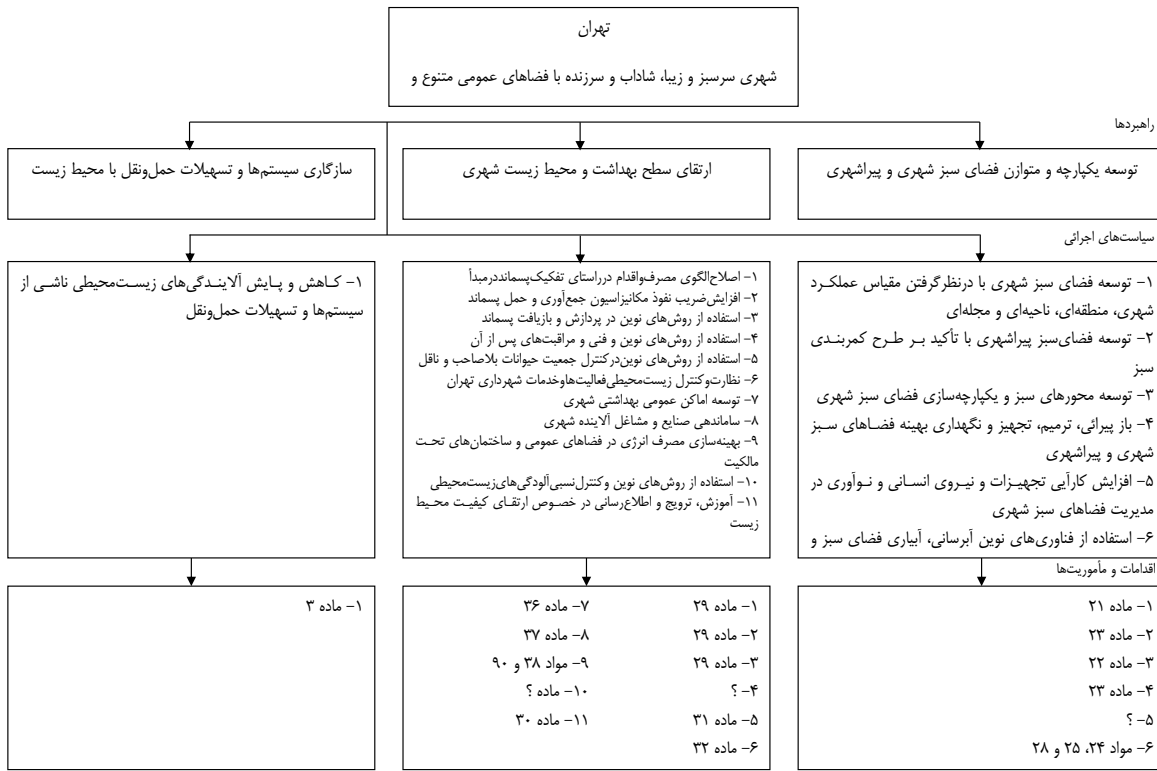 تهران
شهری سرسبز و زیبا، شاداب و سرزنده با فضاهای عمومی متنوع و
راهبردها
توسعه یکپارچه و متوازن فضای سبز شهری و پیراشهری
ارتقای سطح بهداشت و محیط زیست شهری
سازگاری سیستم‌ها و تسهیلات حمل‌ونقل با محیط زیست
سیاست‌های اجرائی
۱- توسعه فضای سبز شهری با درنظرگرفتن مقیاس عملکرد
شهری، منطقه‌ای، ناحیه‌ای و مجله‌ای
۲- توسعه فضای‌سبز پیراشهری با تأکید بر طرح کمربندی
سبز
۳- توسعه محورهای سبز و یکپارچه‌سازی فضای سبز شهری
۴- باز پیرائی، ترمیم، تجهیز و نگهداری بهینه فضاهای سبز
شهری و پیراشهری
۵- افزایش کارآیی تجهیزات و نیروی انسانی و نوآوری در
مدیریت فضاهای سبز شهری
۶- استفاده از فناوری‌های نوین آبرسانی، آبیاری فضای سبز و
۱- اصلاح‌الگوی مصرف‌واقدام درراستای تفکیک‌پسمانددرمبدأ
۲- افزایش‌ضریب نفوذ مکانیزاسیون جمع‌آوری و حمل پسماند
۳- استفاده از روش‌های نوین در پردازش و بازیافت پسماند
۴- استفاده از روش‌های نوین و فنی و مراقبت‌های پس از آن
۵- استفاده از روش‌های نوین‌درکنترل جمعیت حیوانات بلاصاحب و ناقل
۶- نظارت‌وکنترل زیست‌محیطی‌فعالیت‌هاوخدمات شهرداری تهران
۷- توسعه اماکن عمومی بهداشتی شهری
۸- ساماندهی صنایع و مشاغل آلاینده شهری
۹- بهینه‌سازی مصرف انرژی در فضاهای عمومی و ساختمان‌های تحت
مالکیت
۱۰- استفاده از روش‌های نوین وکنترل‌نسبی‌آلودگی‌های‌زیست‌محیطی
۱۱- آموزش، ترویج و اطلاع‌رسانی در خصوص ارتقای کیفیت محیط
زیست
۱- کاهش و پایش آلایندگی‌های زیست‌محیطی ناشی از
سیستم‌ها و تسهیلات حمل‌ونقل
اقدامات و مأموریت‌ها
۱- ماده ۲۱
۲- ماده ۲۳
۳- ماده ۲۲
۴- ماده ۲۳
۵- ؟
۶- مواد ۲۴، ۲۵ و ۲۸
۱- ماده ۲۹
۲- ماده ۲۹
۳- ماده ۲۹
۴- ؟
۵- ماده ۳۱
۶- ماده ۳۲
۷- ماده ۳۶
۸- ماده ۳۷
۹- مواد ۳۸ و ۹۰
۱۰- ماده ؟
۱۱- ماده ۳۰
۱- ماده ۳